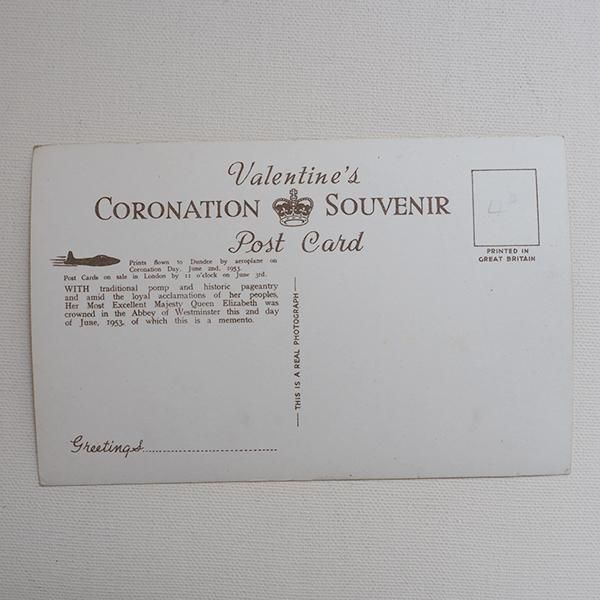 Valentine's
CORONATION SOUVENIR
Post Card
PRINTED IN
GREAT BRITAIN
Prints flown to Dundee by aeroplane on
Coronation Day, June 2nd, 1953.
Post Cards on sale in London by 11 o'clock on June 3rd.
WITH traditional pomp and historic pageantry
and amid the loyal acclamations of her peoples,
Her Most Excellent Majesty Queen Elizabeth was
crowned in the Abbey of Westminster this 2nd day
of June, 1953, of which this is a memento.
THIS IS A REAL PHOTOGRAPH
Greetings